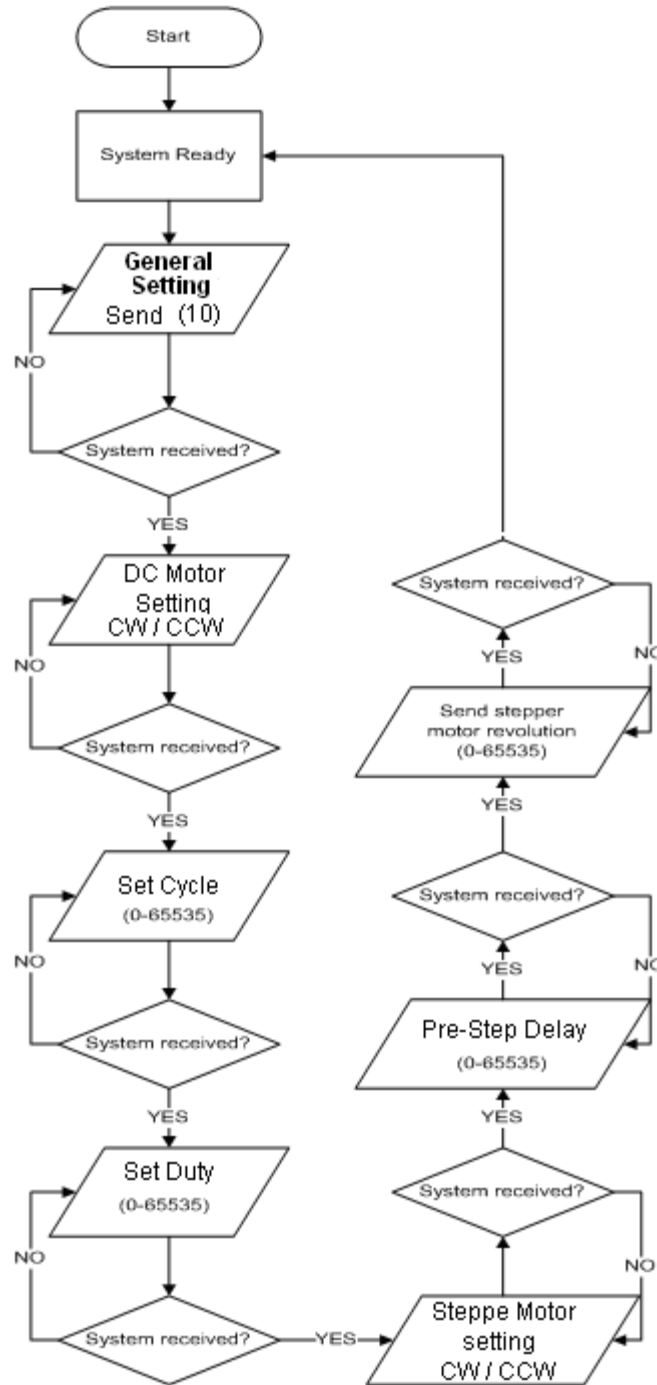 Start
System Ready
General
Setting
Send (10)
NO
System received?
YES
DC Motor
Setting
CW / CCW
NO
System received?
YES
Set Cycle
(0-65535)
NO
System received?
YES
Set Duty
(0-65535)
NO
System received?
YES
Steppe Motor
setting
CW / CCW
NO
System received?
YES
Pre-Step Delay
(0-65535)
NO
YES
System received?
YES
Send stepper
motor revolution
(0-65535)
NO
YES
System received?